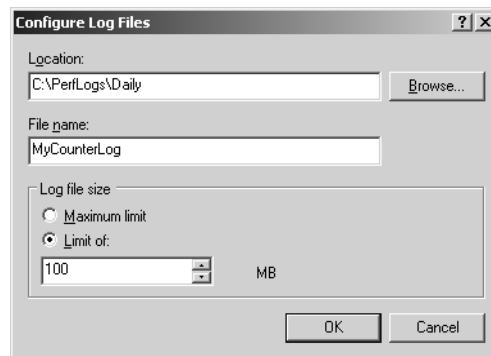 Configure Log Files
Location:
C:\PerfLogs\Daily
Browse...
File name:
MyCounterLog
Log file size
Maximum limit
Limit of:
100
MB
OK
Cancel